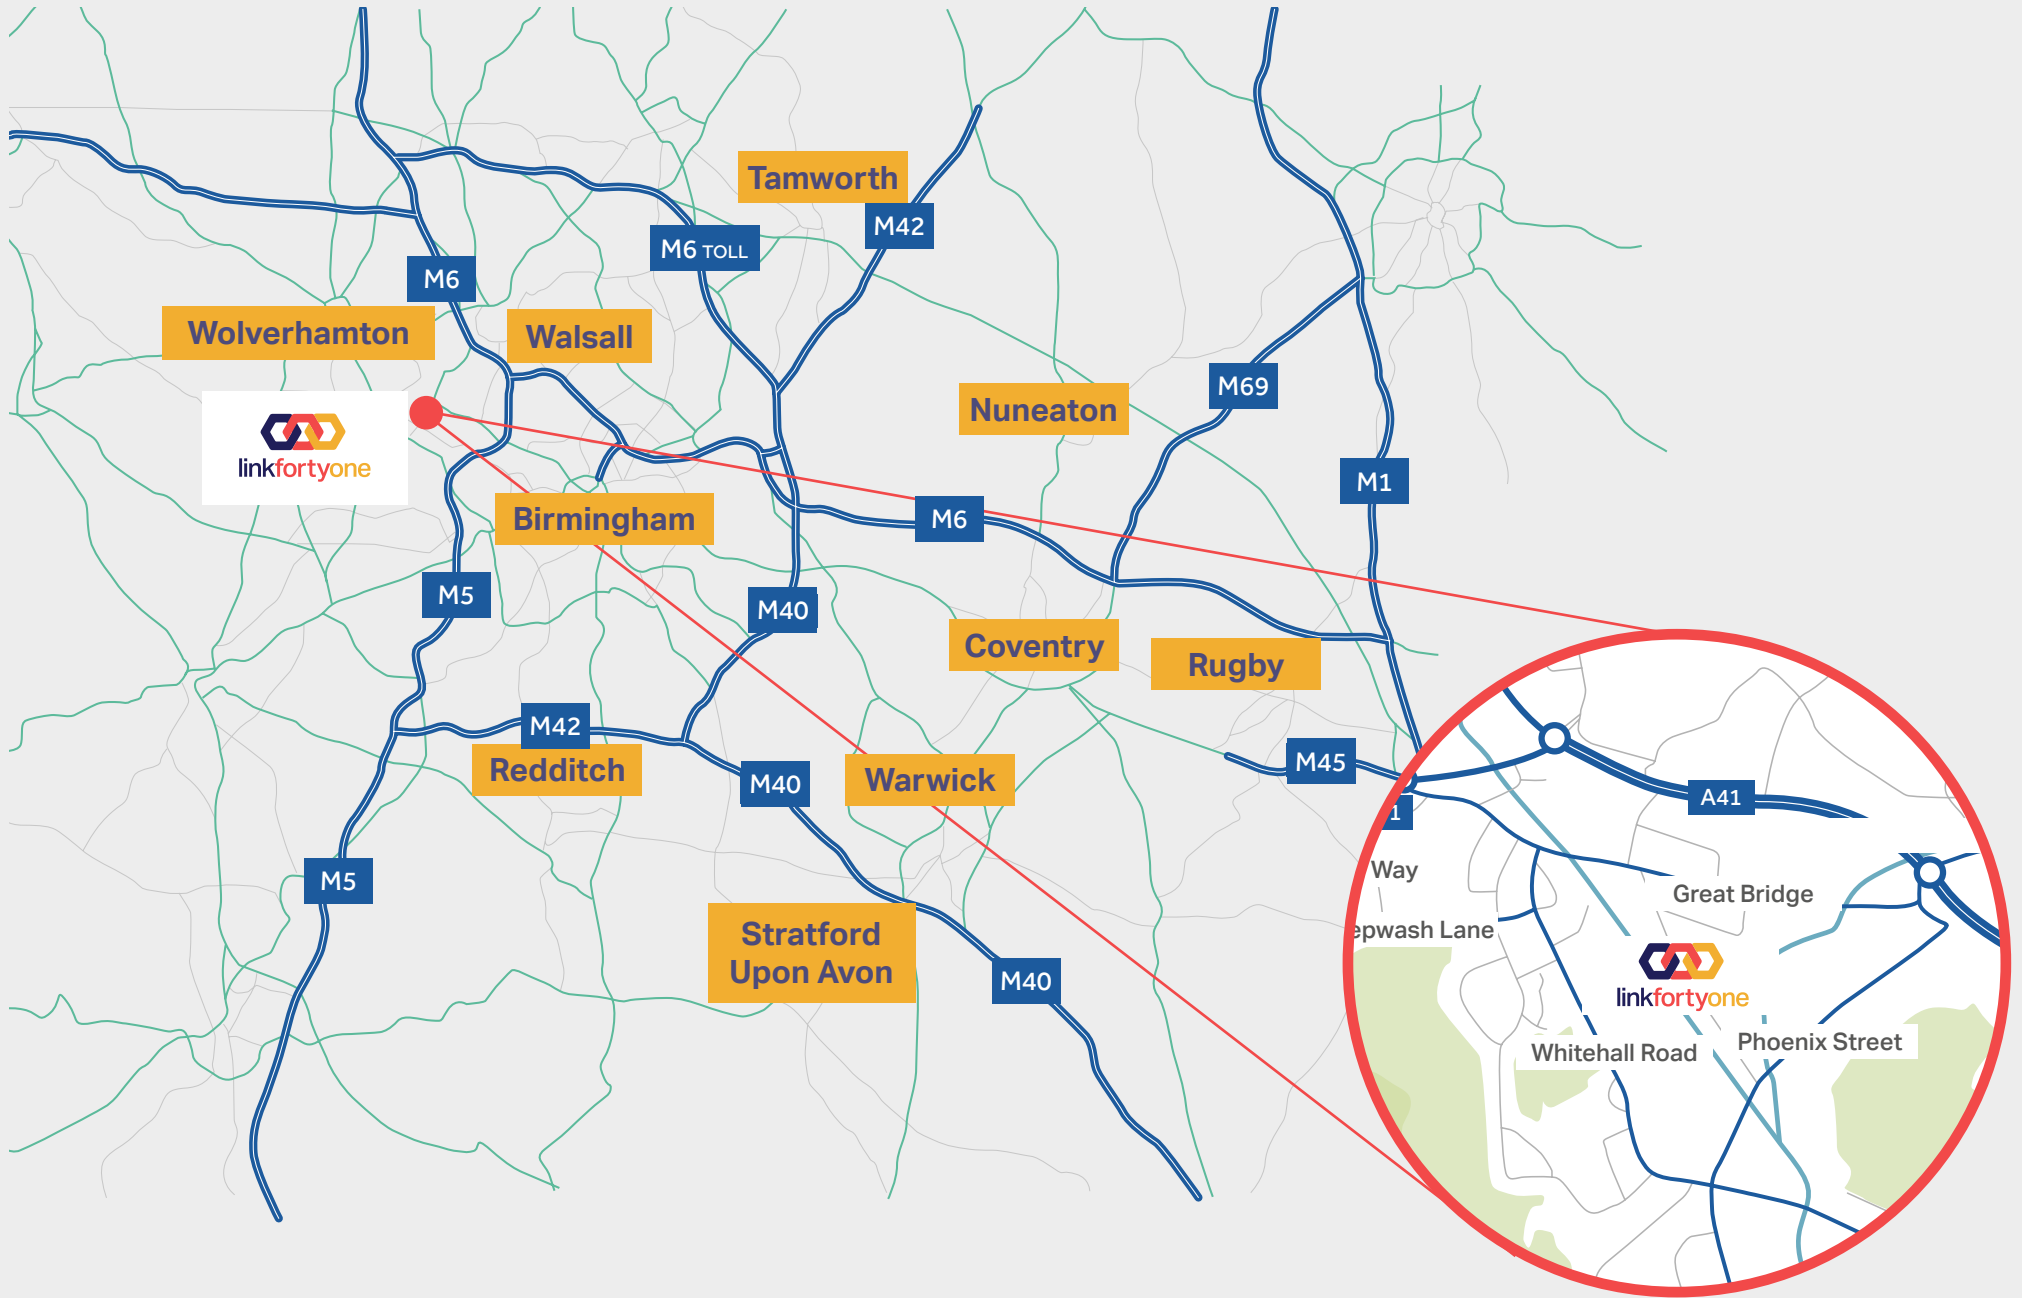 Tamworth
M42
M6 TOLL
M6
Wolverhamton
Walsall
M69
Nuneaton
linkfortyone
M1
Birmingham
M6
M5
M40
Coventry
Rugby
M42
Redditch
M40
Warwick
M45
A41
1
Way
Great Bridge
M5
epwash Lane
Stratford
Upon Avon
M40
linkfortyone
Whitehall Road
Phoenix Street